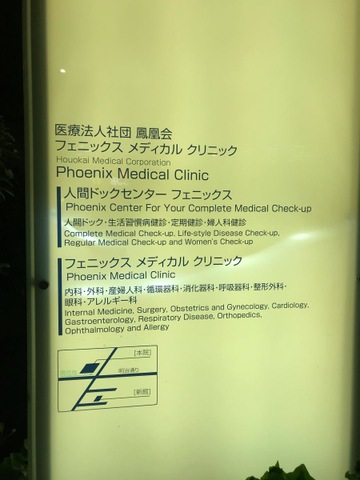 医療法人社団 鳳凰会
フェニックス メディカル クリニック
Houokai Medical Corporation
Phoenix Medical Clinic
人間ドックセンター フェニックス
Phoenix Center For Your Complete Medical Check-up
人間ドック・生活習慣病健診・定期健診・婦人科健診
Complete Medical Check-up, Life-style Disease Check-up,
Regular Medical Check-up and Women's Check-up
フェニックス メディカル クリニック
Phoenix Medical Clinic
内科・外科・産婦人科・循環器科・消化器科・呼吸器科・整形外科・
眼科・アレルギー科
Internal Medicine, Surgery, Obstetrics and Gynecology, Cardiology,
Gastroenterology, Respiratory Disease, Orthopedics,
Ophthalmology and Allergy
[本院]
明治通り
[新館]